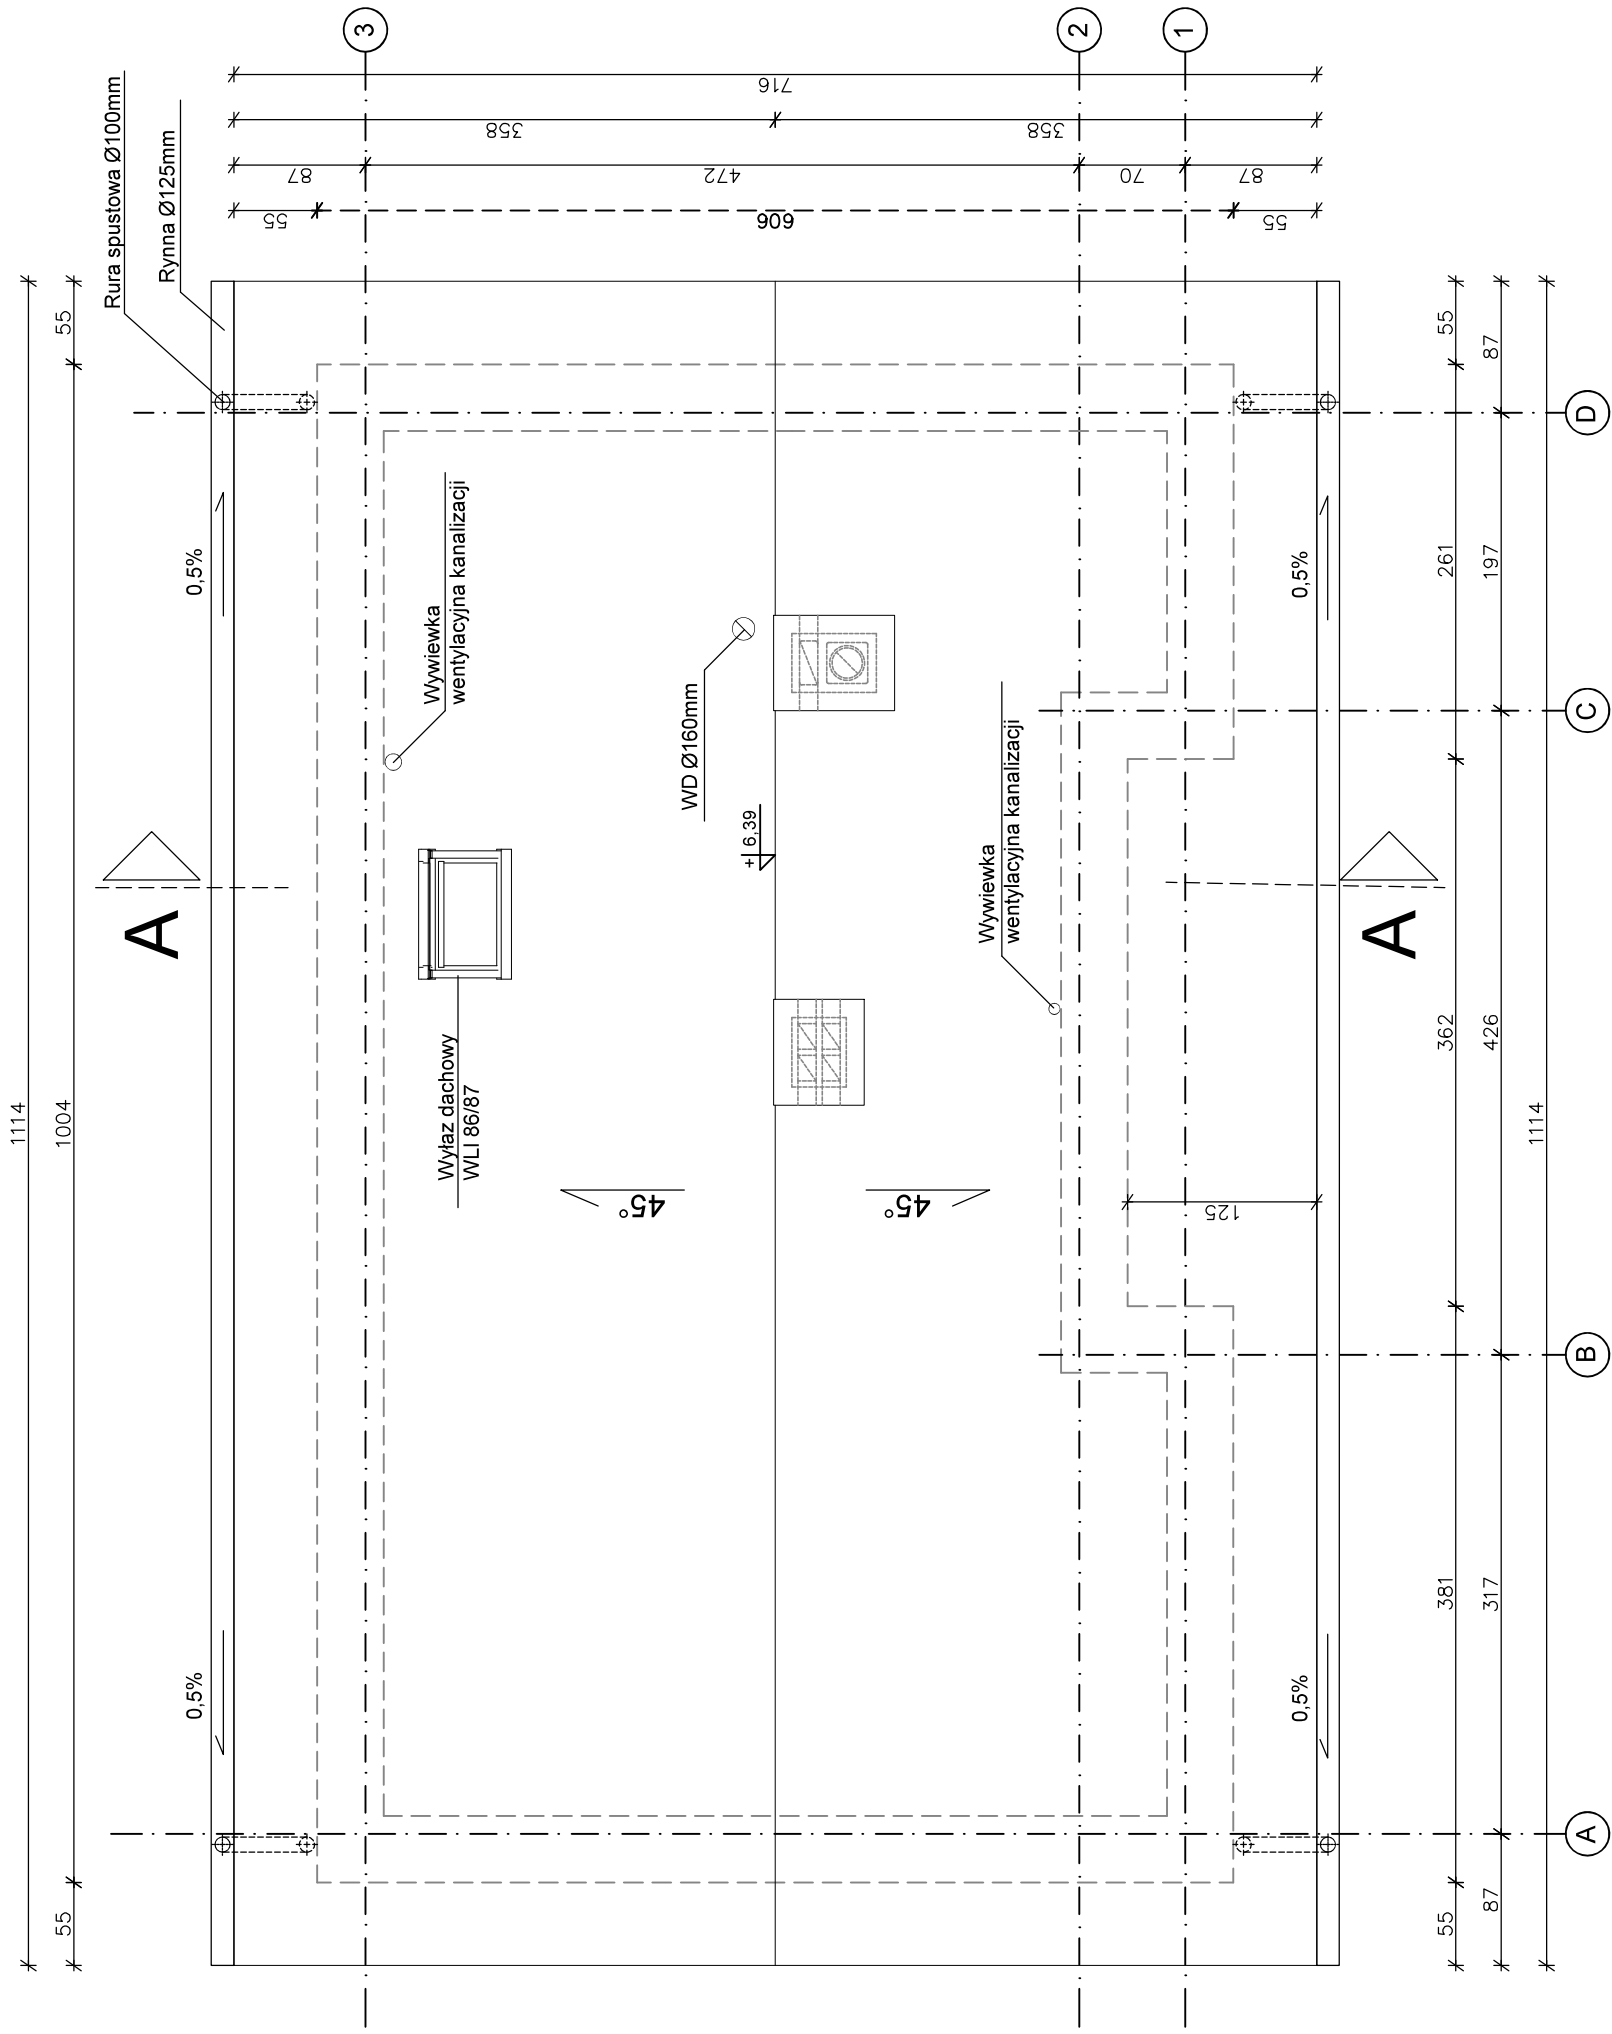 1114
55
1004
55
Rura spustowa Ø100mm
Rynna Ø125mm
3
2
1
716
358
358
87
472
70
87
55
606
55
A
A
0,5%
0,5%
0,5%
0,5%
Wywiewka
wentylacyjna kanalizacji
WD Ø160mm
+ 6,39
Wyłaz dachowy
WLI 86/87
Wywiewka
wentylacyjna kanalizacji
45°
45°
125
55
381
362
261
55
87
317
426
197
87
1114
A
B
C
D